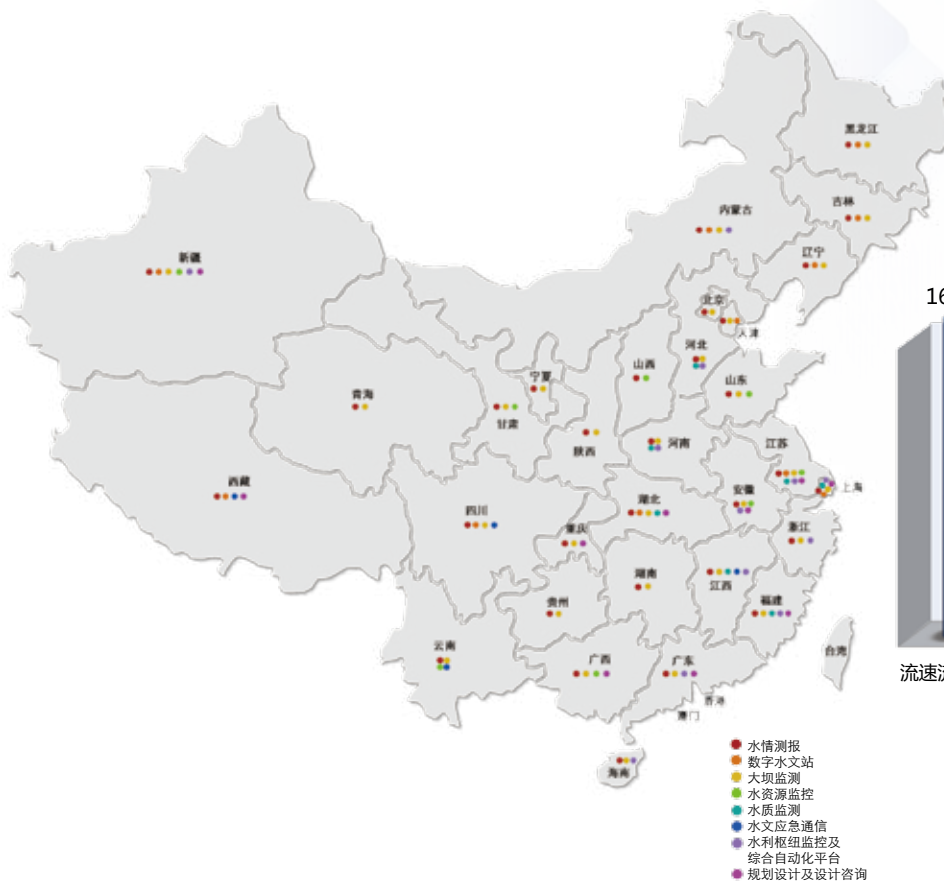 黑龙江
吉林
内蒙古
辽宁
新疆
北京
天津
16
河北
山西
宁夏
山东
青海
甘肃
河南
江苏
陕西
西藏
上海
安徽
湖北
四川
重庆
浙江
湖南
江西
贵州
福建
云南
台湾
广西
广东
流速
香港
澳门
海南
水情测报
数字水文站
大坝监测
水资源监控
水质监测
水文应急通信
水利枢纽监控及
综合自动化平台
规划设计及设计咨询